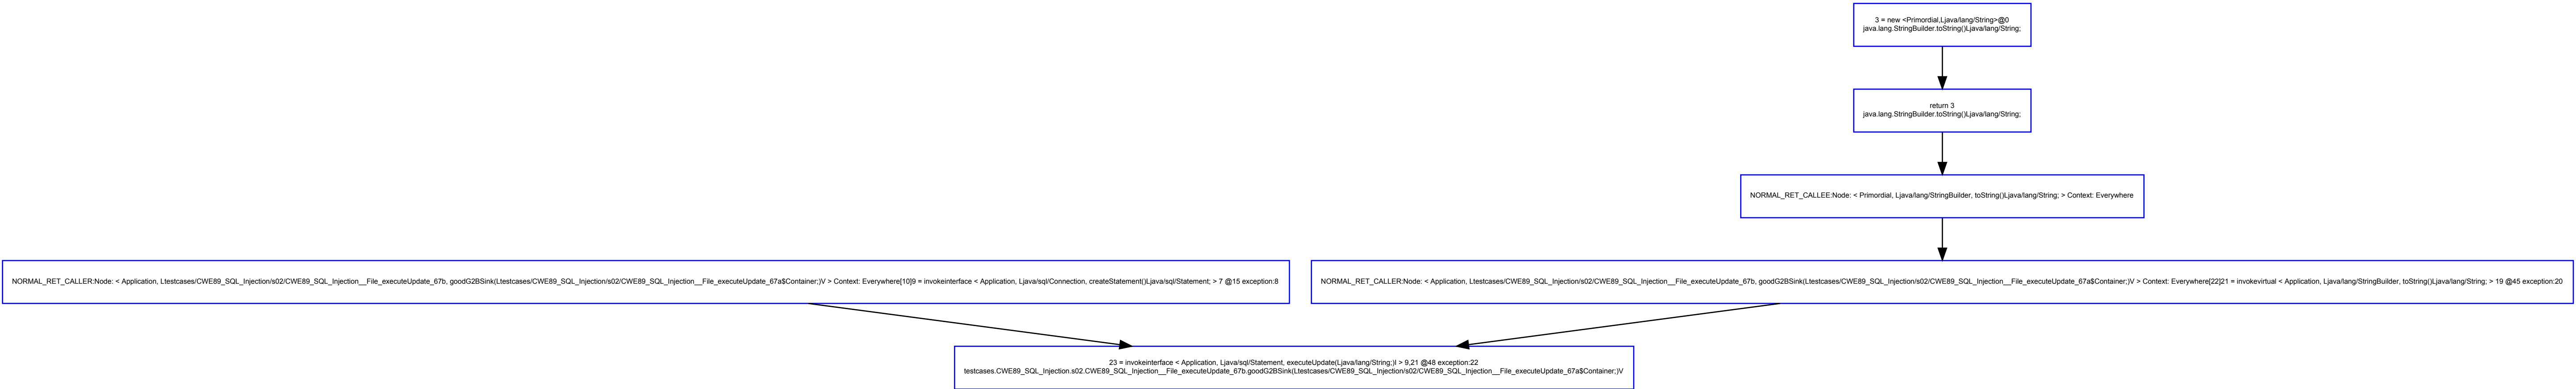 3 = new <Primordial,Ljava/lang/String>@0
java.lang.StringBuilder.toString()Ljava/lang/String;
return 3
java.lang.StringBuilder.toString()Ljava/lang/String;
NORMAL_RET_CALLEE:Node: < Primordial, Ljava/lang/StringBuilder, toString()Ljava/lang/String; > Context: Everywhere
NORMAL_RET_CALLER:Node: < Application, Ltestcases/CWE89_SQL_Injection/s02/CWE89_SQL_Injection__File_executeUpdate_67b, goodG2BSink(Ltestcases/CWE89_SQL_Injection/s02/CWE89_SQL_Injection__File_executeUpdate_67a$Container;)V > Context: Everywhere[10]9 = invokeinterface < Application, Ljava/sql/Connection, createStatement()Ljava/sql/Statement; > 7 @15 exception:8
NORMAL_RET_CALLER:Node: < Application, Ltestcases/CWE89_SQL_Injection/s02/CWE89_SQL_Injection__File_executeUpdate_67b, goodG2BSink(Ltestcases/CWE89_SQL_Injection/s02/CWE89_SQL_Injection__File_executeUpdate_67a$Container;)V > Context: Everywhere[22]21 = invokevirtual < Application, Ljava/lang/StringBuilder, toString()Ljava/lang/String; > 19 @45 exception:20
23 = invokeinterface < Application, Ljava/sql/Statement, executeUpdate(Ljava/lang/String;)I > 9,21 @48 exception:22
testcases.CWE89_SQL_Injection.s02.CWE89_SQL_Injection__File_executeUpdate_67b.goodG2BSink(Ltestcases/CWE89_SQL_Injection/s02/CWE89_SQL_Injection__File_executeUpdate_67a$Container;)V